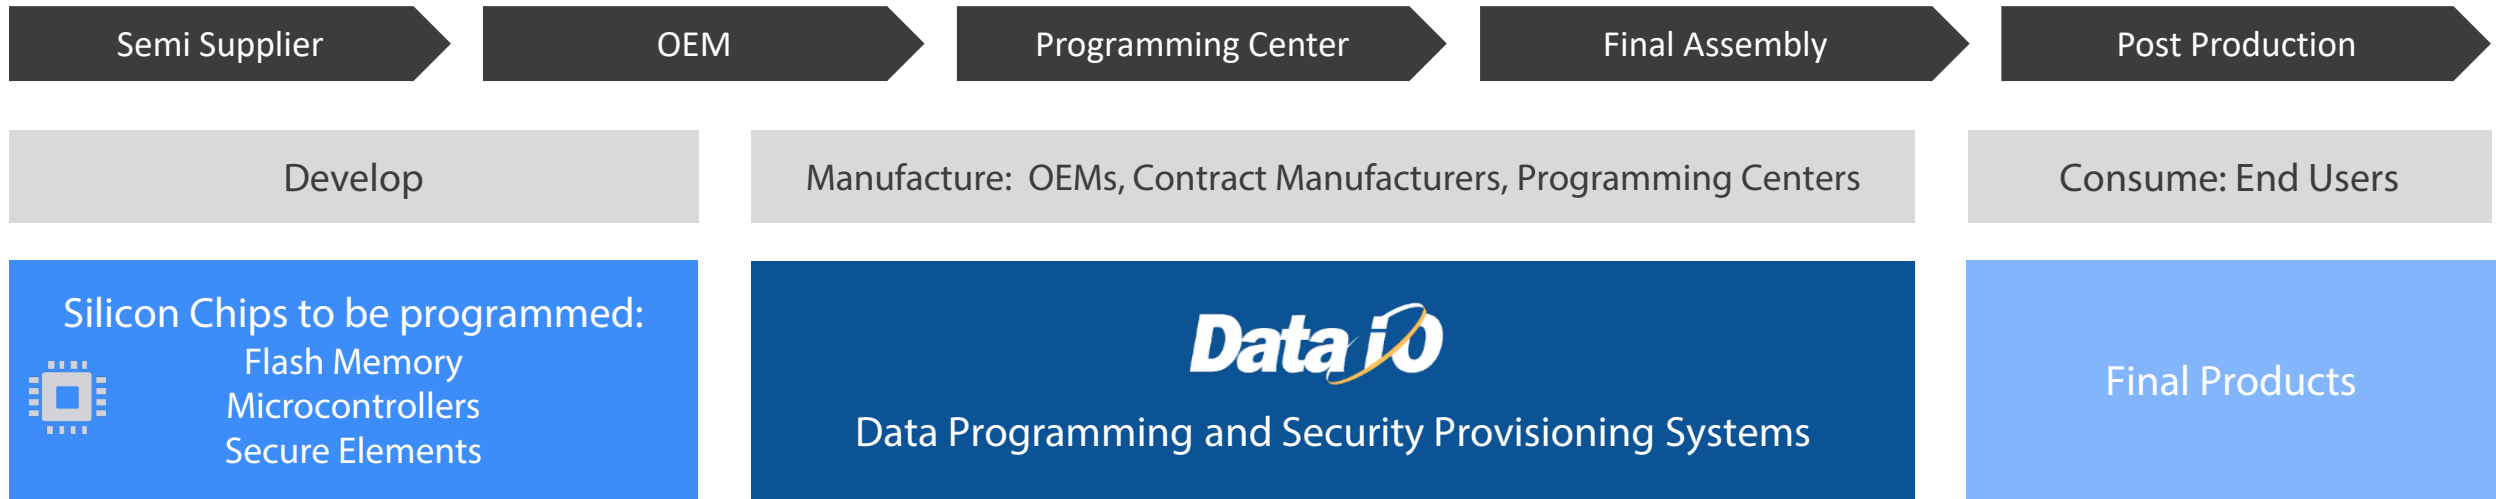 Semi Supplier
OEM
Programming Center
Final Assembly
Post Production
Develop
Manufacture: OEMs, Contract Manufacturers, Programming Centers
Consume: End Users
Silicon Chips to be programmed:
Flash Memory
Microcontrollers
Secure Elements
Data iO
Data Programming and Security Provisioning Systems
Final Products